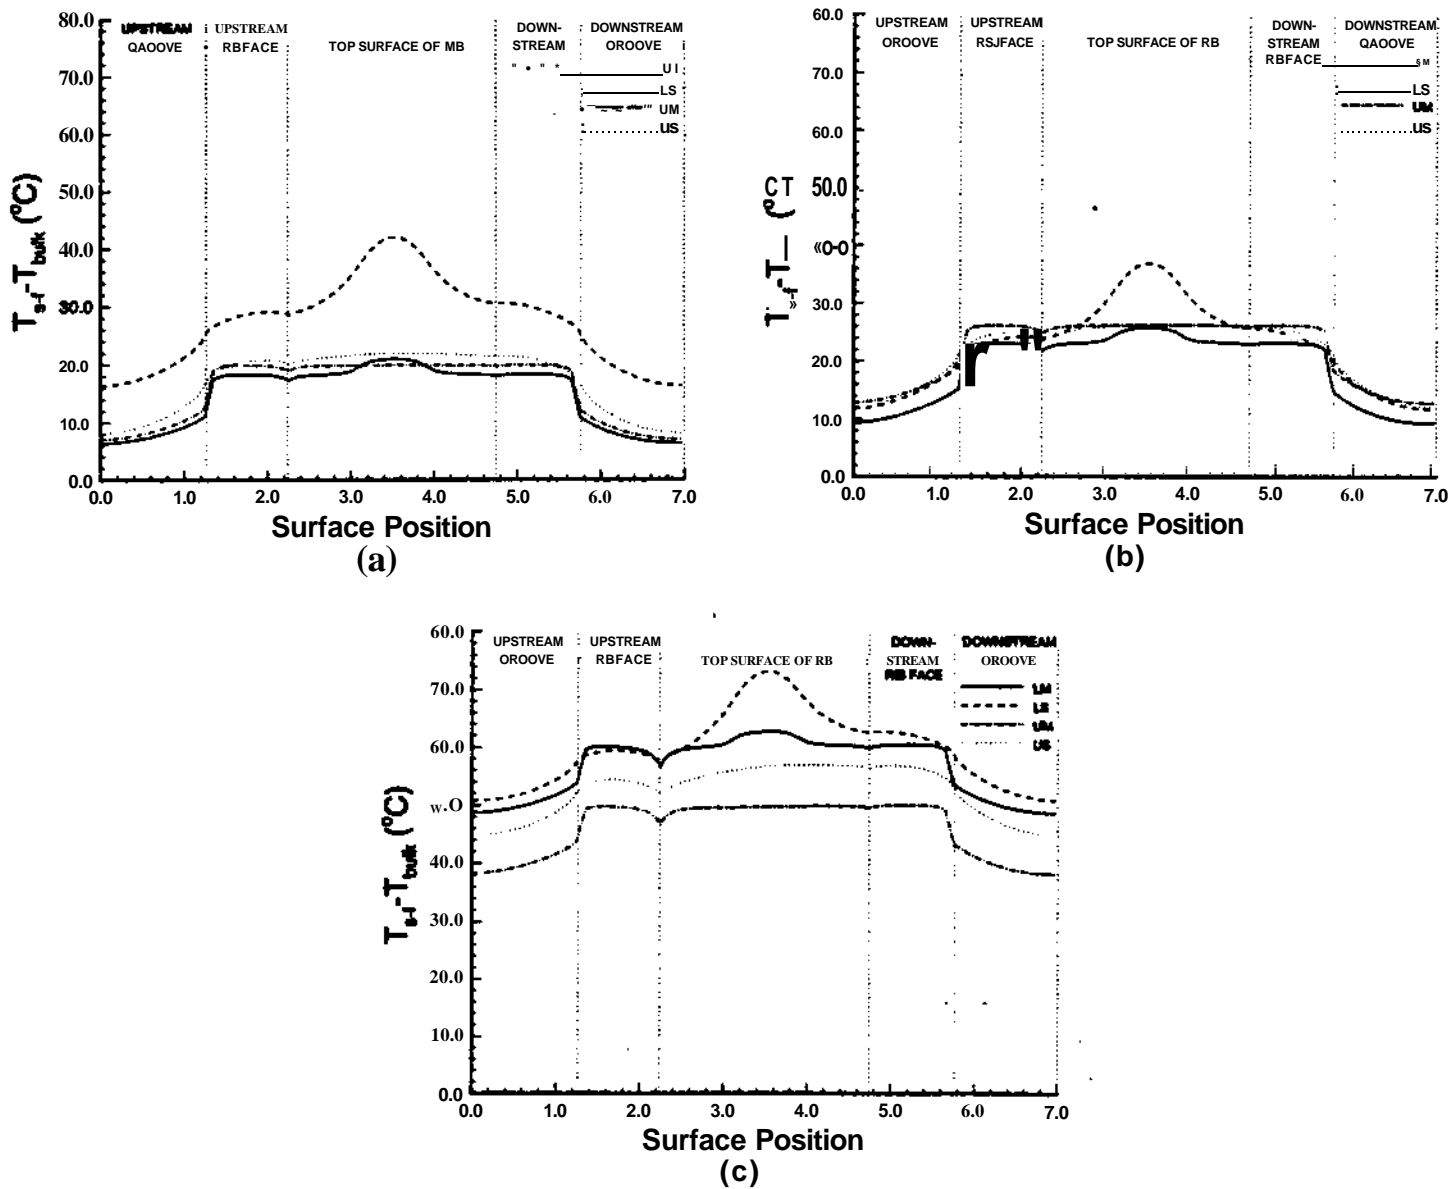 80.0
70.0
60.0
50.0
40.0
30.0
20.0
10.0
0.0
UPSTREAM
QAOOVE
UPSTREAM
RBFACE
TOP SURFACE OF MB
DOWN-
STREAM
DOWNSTREAM
OROOVE
U I
LS
UM
US
T s-f - T bulk (°C)
0.0 1.0 2.0 3.0 4.0 5.0 6.0 7.0
Surface Position
(a)
60.0
CT 50.0
«0-0
30.0
20.0
10.0
0.0
UPSTREAM
OROOVE
UPSTREAM
RSJFACE
TOP SURFACE OF RB
DOWN-
STREAM
RBFACE
DOWNSTREAM
QAOOVE
§ M
LS
UM
US
0.0 1.0 2.0 3.0 4.0 5.0 6.0 7.0
Surface Position
(b)
60.0
70.0
60.0
w.O
40.0
30.0
20.0
10.0
0.0
UPSTREAM
OROOVE
UPSTREAM
RBFACE
TOP SURFACE OF RB
DOWN-
STREAM
RIB FACE
DOWNSTREAM
OROOVE
LM
LS
UM
US
T s-f - T bulk (°C)
0.0 1.0 2.0 3.0 4.0 5.0 6.0 7.0
Surface Position
(c)